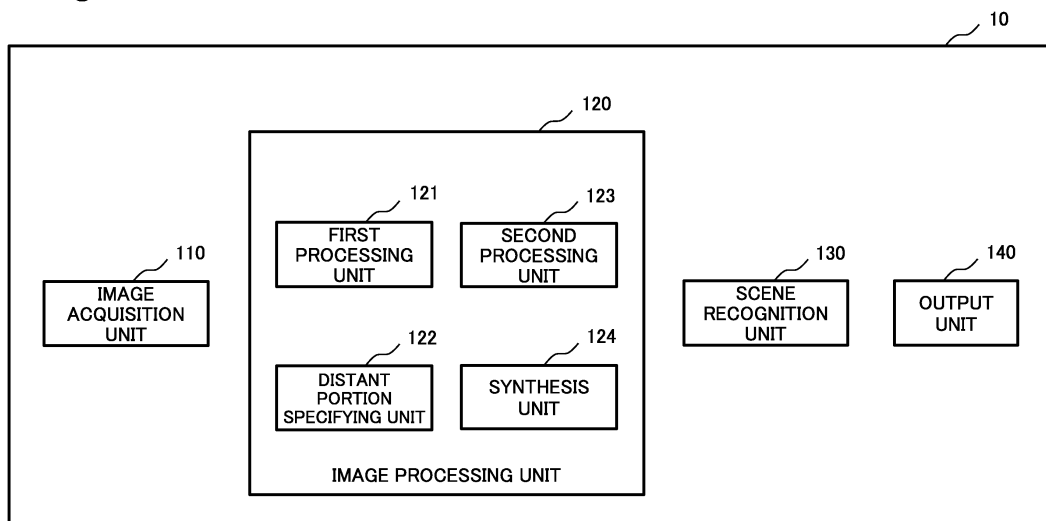 10
120
121
FIRST
PROCESSING
UNIT
123
SECOND
PROCESSING
UNIT
110
IMAGE
ACQUISITION
UNIT
130
SCENE
RECOGNITION
UNIT
140
OUTPUT
UNIT
122
DISTANT
PORTION
SPECIFYING UNIT
124
SYNTHESIS
UNIT
IMAGE PROCESSING UNIT